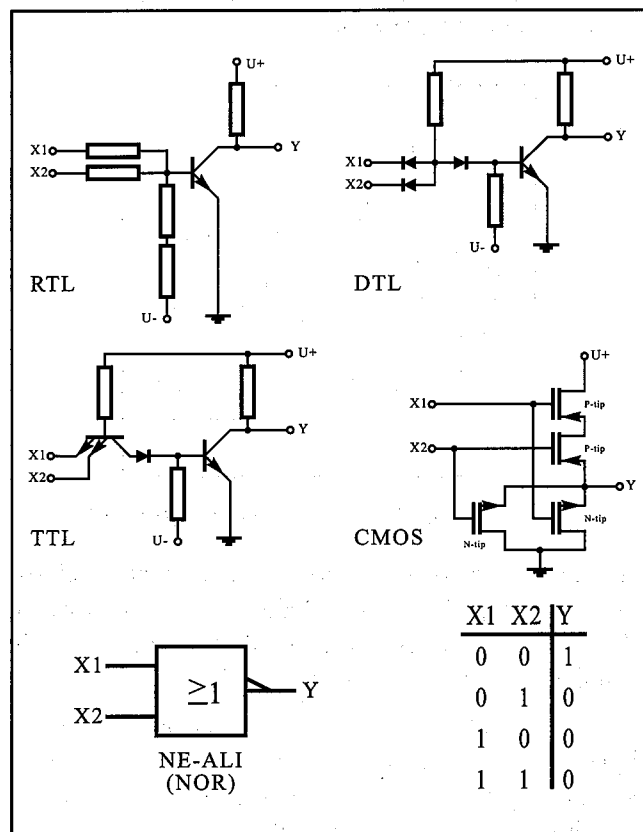 U+
X1
X2
Y
U-
RTL
U+
X1
X2
Y
U-
DTL
U+
X1
X2
Y
U-
TTL
U+
X1
P-tip
X2
P-tip
Y
N-tip
N-tip
CMOS
X1
X2
≥1
Y
NE-ALI
(NOR)
X1 X2 Y
0 0 1
0 1 0
1 0 0
1 1 0